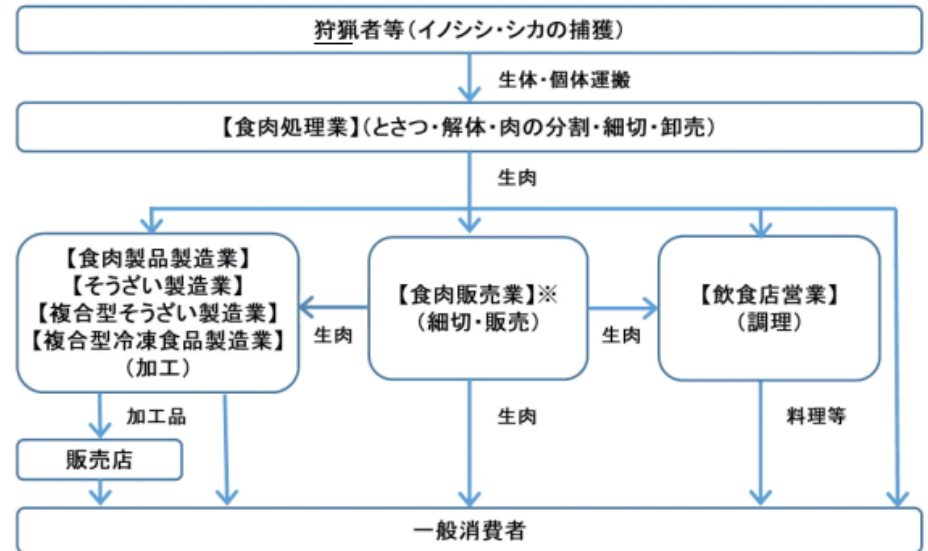 狩猟者等(イノシシ・シカの捕獲)
生体・個体運搬
【食肉処理業】(とさつ・解体・肉の分割・細切・卸売)
生肉
【食肉製品製造業】
【そうざい製造業】
【複合型そうざい製造業】
【複合型冷凍食品製造業】
(加工)
生肉
【食肉販売業】※
(細切・販売)
生肉
【飲食店営業】
(調理)
加工品
生肉
料理等
販売店
一般消費者